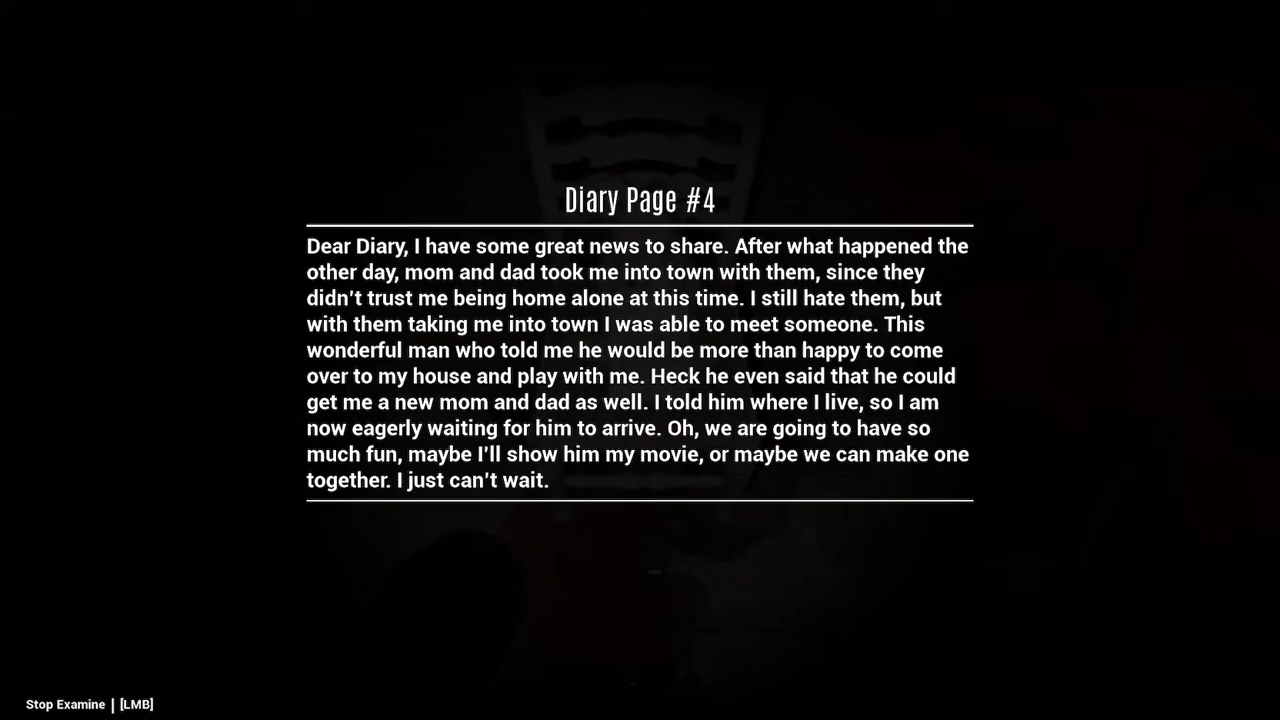 Diary Page #4
Dear Diary, I have some great news to share. After what happened the
other day, mom and dad took me into town with them, since they
didn't trust me being home alone at this time. I still hate them, but
with them taking me into town I was able to meet someone. This
wonderful man who told me he would be more than happy to come
over to my house and play with me. Heck he even said that he could
get me a new mom and dad as well. I told him where I live, so I am
now eagerly waiting for him to arrive. Oh, we are going to have so
much fun, maybe I'll show him my movie, or maybe we can make one
together. I just can't wait.
Stop Examine | [LMB]